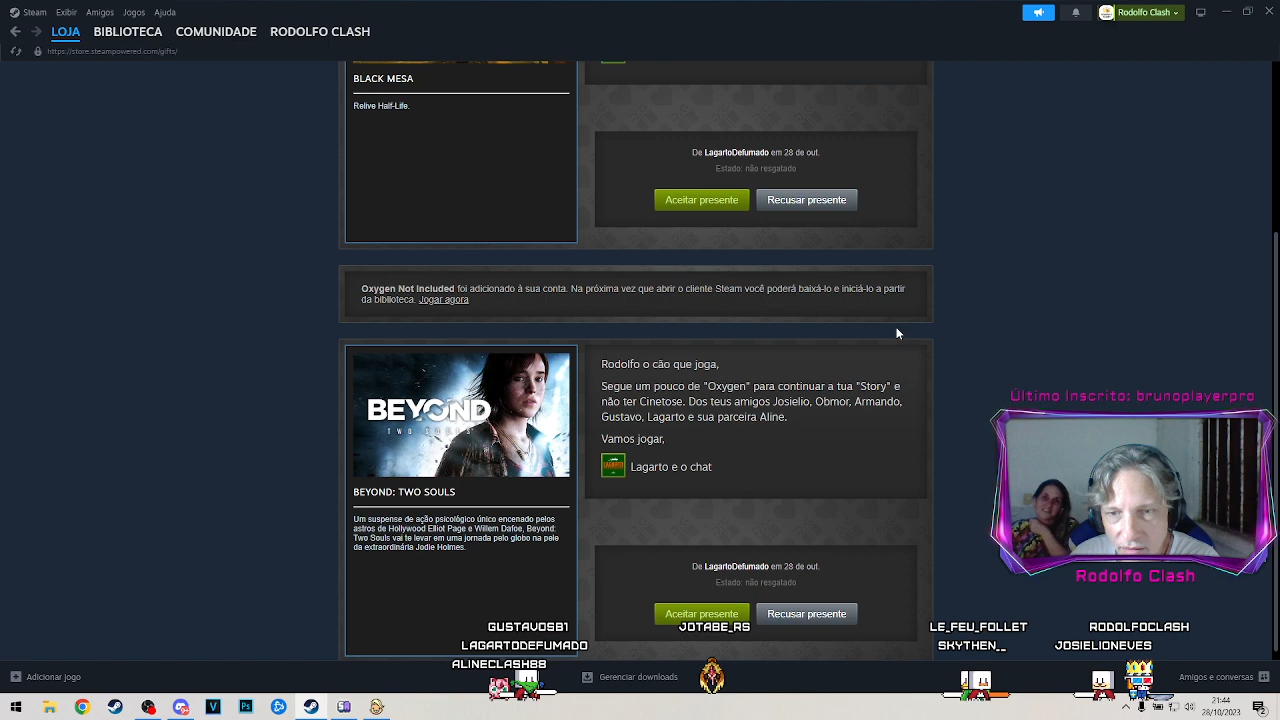 Steam Exibir Amigos Jogos Ajuda
Rodolfo Clash
LOJA BIBLIOTECA COMUNIDADE RODOLFO CLASH
https://store.steampowered.com/gifts/
BLACK MESA
Relive Half-Life.
De LagartoDefumado em 28 de out.
Estado: não resgatado
Aceitar presente Recusar presente
Oxygen Not Included foi adicionado à sua conta. Na próxima vez que abrir o cliente Steam você poderá baixá-lo e iniciá-lo a partir
da biblioteca. Jogar agora
BEYOND
TWO SOULS
BEYOND: TWO SOULS
Um suspense de ação psicológico único encenado pelos
astros de Hollywood Elliot Page e Willem Dafoe, Beyond:
Two Souls vai te levar em uma jornada pelo globo na pele
da extraordinária Jodie Holmes.
Rodolfo o cão que joga,
Segue um pouco de "Oxygen" para continuar a tua "Story" e
não ter Cinetose. Dos teus amigos Josielio, Obmor, Armando,
Gustavo, Lagarto e sua parceira Aline.
Vamos jogar,
LAGARTO
Lagarto e o chat
De LagartoDefumado em 28 de out.
Estado: não resgatado
Aceitar presente Recusar presente
Último Inscrito: brunoplayerpro
Rodolfo Clash
GUSTAVOSB1 JOTABE_RS LE_FEU_FOLLET RODOLFOCLASH
LAGARTODEFUMADO SKYTHEN__ JOSIELIONEVES
ALINECLASH88
Adicionar jogo Gerenciar downloads Amigos e conversas
21:44
28/10/2023